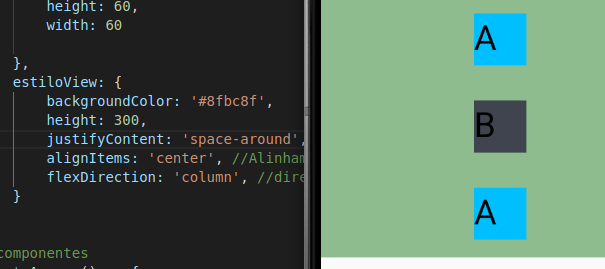 height: 60,
width: 60
},
estiloView: {
backgroundColor: '#8fbc8f',
height: 300,
justifyContent: 'space-around',
alignItems: 'center', //Alinham
flexDirection: 'column', //dire
}
componentes
A
B
A